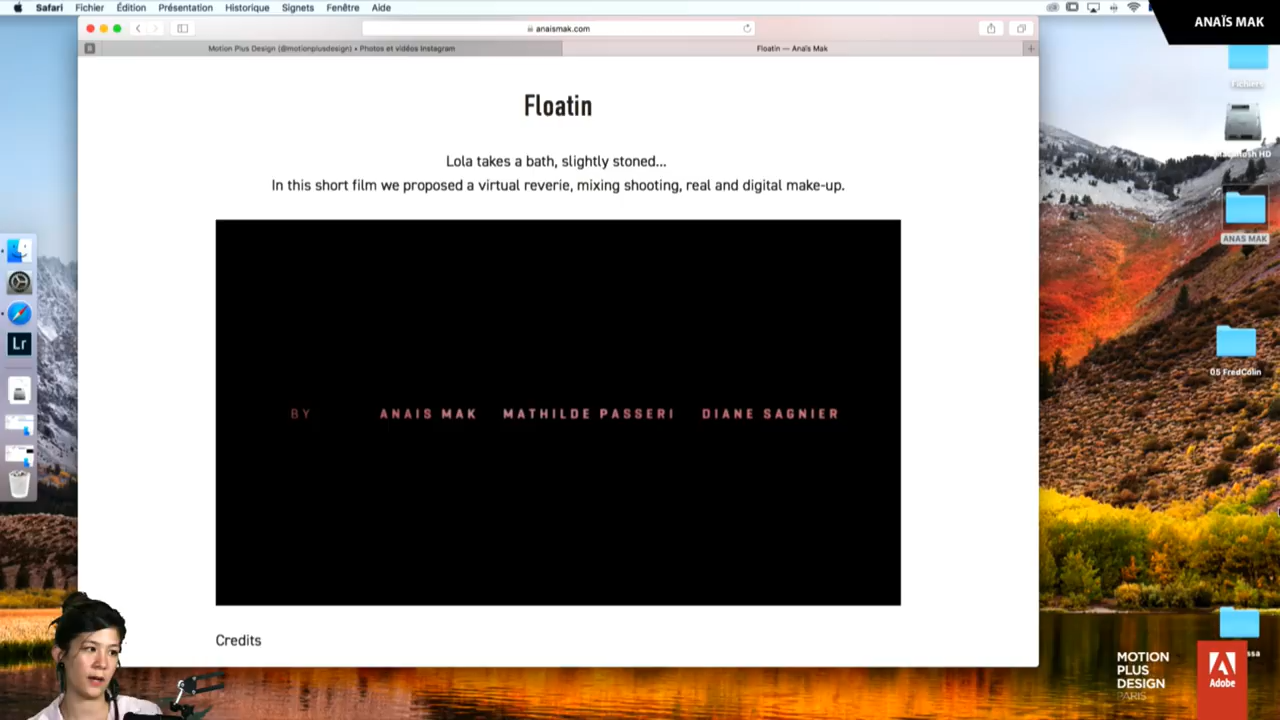 Safari Fichier Édition Présentation Historique Signets Fenêtre Aide
ANAÏS MAK
anaismak.com
Motion Plus Design (@motionplusdesign) • Photos et vidéos Instagram
Floatin — Anaïs Mak
Floatin
Lola takes a bath, slightly stoned...
In this short film we proposed a virtual reverie, mixing shooting, real and digital make-up.
BY ANAIS MAK MATHILDE PASSERI DIANE SAGNIER
Credits
Fichiers
HD
ANAS MAK
Lr
05 FredColin
MOTION
PLUS
DESIGN
PARIS
Adobe